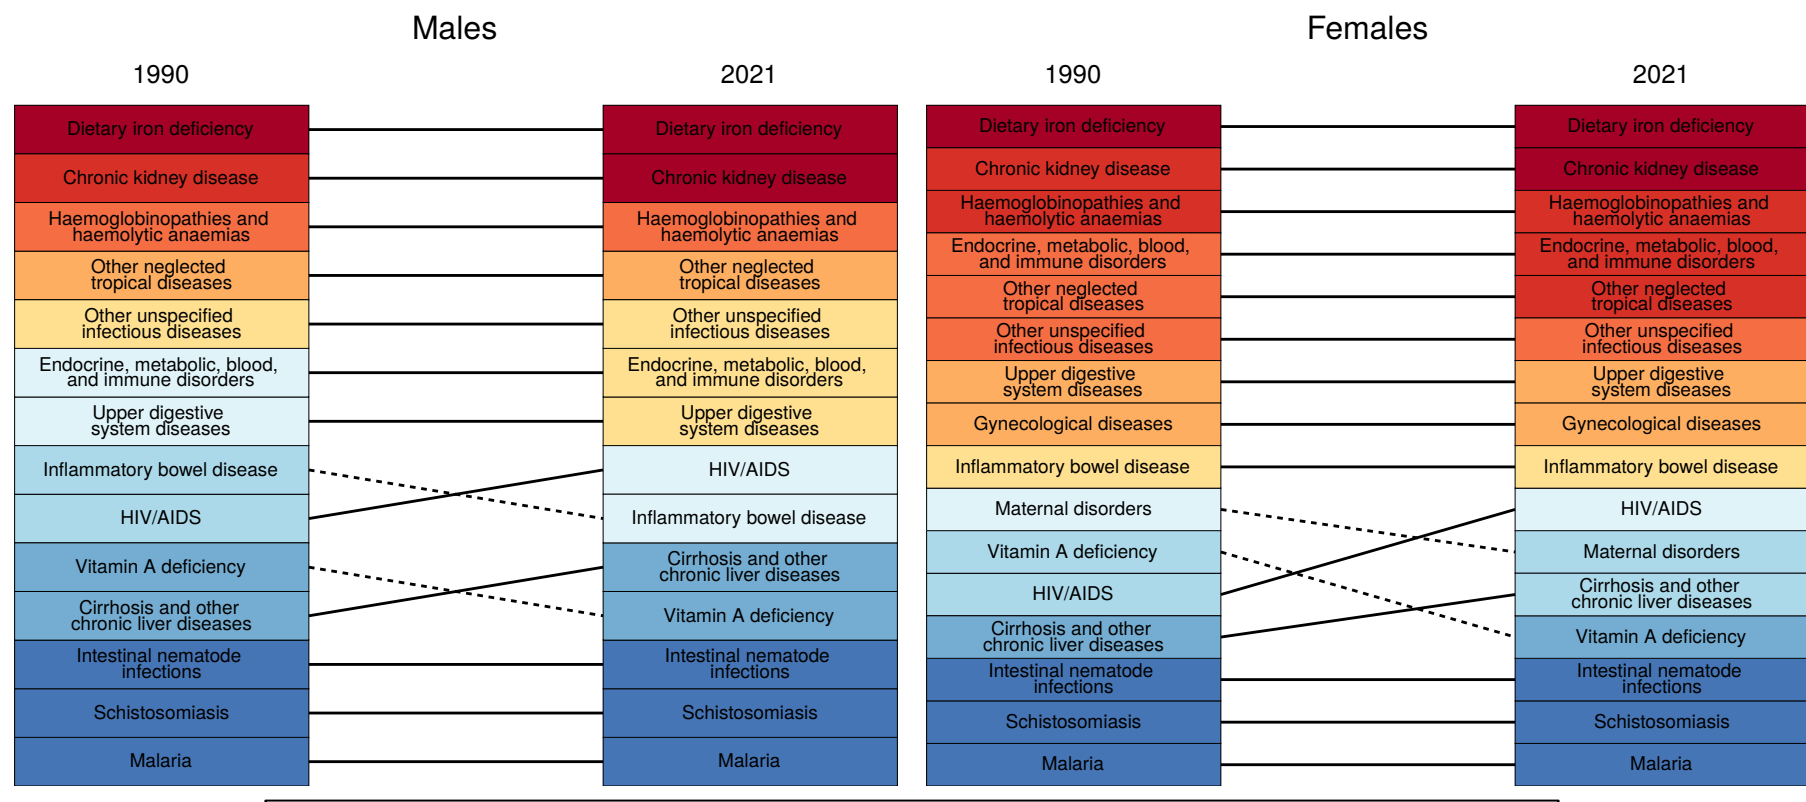 Males
1990
2021
Dietary iron deficiency
Chronic kidney disease
Haemoglobinopathies and
haemolytic anaemias
Other neglected
tropical diseases
Other unspecified
infectious diseases
Endocrine, metabolic, blood,
and immune disorders
Upper digestive
system diseases
Inflammatory bowel disease
HIV/AIDS
Vitamin A deficiency
Cirrhosis and other
chronic liver diseases
Intestinal nematode
infections
Schistosomiasis
Malaria
Dietary iron deficiency
Chronic kidney disease
Haemoglobinopathies and
haemolytic anaemias
Other neglected
tropical diseases
Other unspecified
infectious diseases
Endocrine, metabolic, blood,
and immune disorders
Upper digestive
system diseases
HIV/AIDS
Inflammatory bowel disease
Cirrhosis and other
chronic liver diseases
Vitamin A deficiency
Intestinal nematode
infections
Schistosomiasis
Malaria
Females
1990
2021
Dietary iron deficiency
Chronic kidney disease
Haemoglobinopathies and
haemolytic anaemias
Endocrine, metabolic, blood,
and immune disorders
Other neglected
tropical diseases
Other unspecified
infectious diseases
Upper digestive
system diseases
Gynecological diseases
Inflammatory bowel disease
Maternal disorders
Vitamin A deficiency
HIV/AIDS
Cirrhosis and other
chronic liver diseases
Intestinal nematode
infections
Schistosomiasis
Malaria
Dietary iron deficiency
Chronic kidney disease
Haemoglobinopathies and
haemolytic anaemias
Endocrine, metabolic, blood,
and immune disorders
Other neglected
tropical diseases
Other unspecified
infectious diseases
Upper digestive
system diseases
Gynecological diseases
Inflammatory bowel disease
HIV/AIDS
Maternal disorders
Cirrhosis and other
chronic liver diseases
Vitamin A deficiency
Intestinal nematode
infections
Schistosomiasis
Malaria